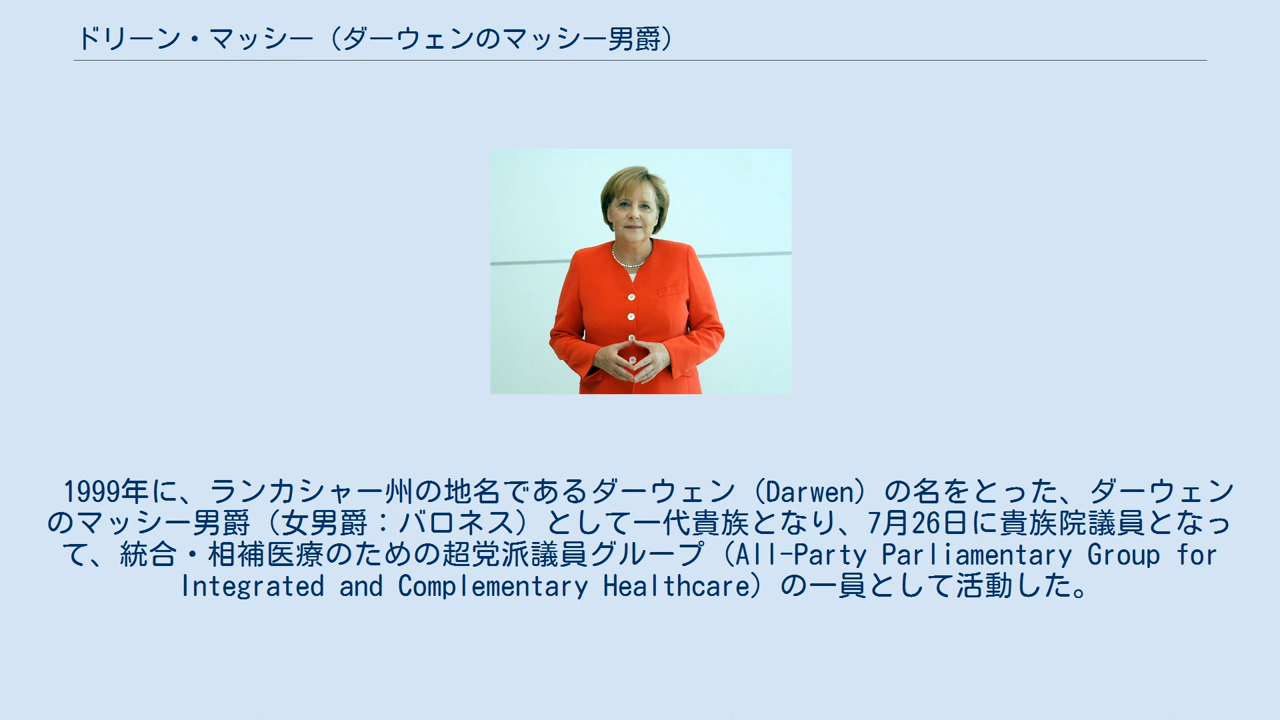 ドリーン・マッシー（ダーウェンのマッシー男爵）
1999年に、ランカシャー州の地名であるダーウェン（Darwen）の名をとった、ダーウェン
のマッシー男爵（女男爵：バロネス）として一代貴族となり、7月26日に貴族院議員となっ
て、統合・相補医療のための超党派議員グループ（All-Party Parliamentary Group for
Integrated and Complementary Healthcare）の一員として活動した。